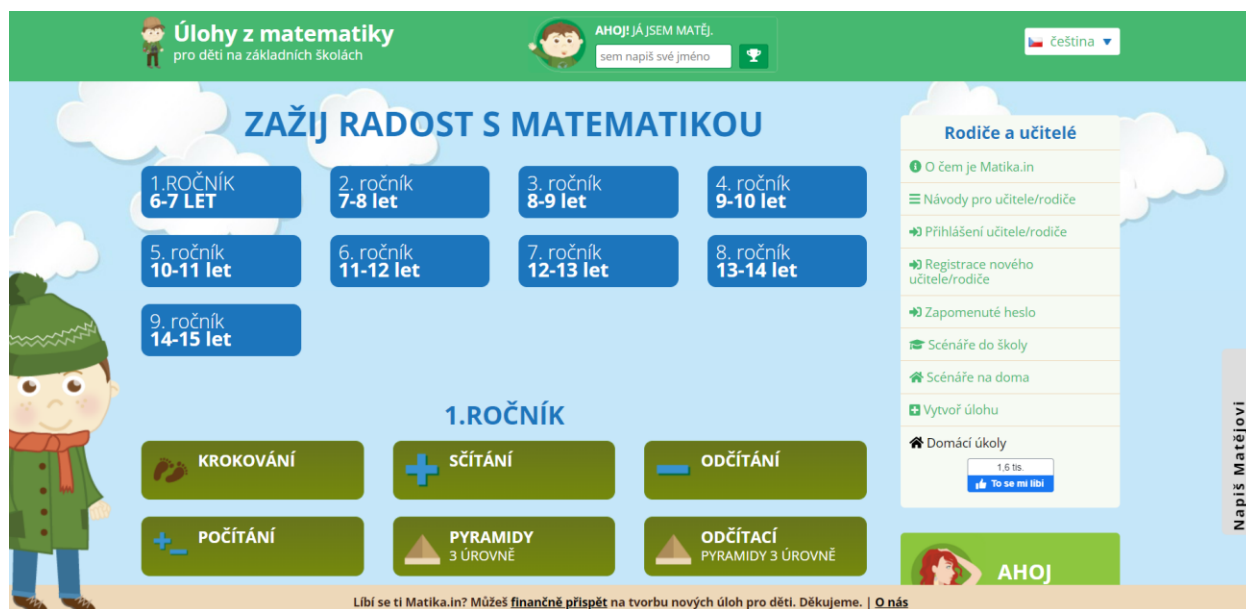 Úlohy z matematiky
pro děti na základních školách
AHOJ! JÁ JSEM MATĚJ.
sem napiš své jméno
čeština
ZAŽIJ RADOST S MATEMATIKOU
1.ROČNÍK
6-7 LET
2. ročník
7-8 let
3. ročník
8-9 let
4. ročník
9-10 let
5. ročník
10-11 let
6. ročník
11-12 let
7. ročník
12-13 let
8. ročník
13-14 let
9. ročník
14-15 let
1.ROČNÍK
KROKOVÁNÍ
SČÍTÁNÍ
ODČÍTÁNÍ
POČÍTÁNÍ
PYRAMIDY
3 ÚROVNĚ
ODČÍTACÍ
PYRAMIDY 3 ÚROVNĚ
Rodiče a učitelé
O čem je Matika.in
Návody pro učitele/rodiče
Přihlášení učitele/rodiče
Registrace nového
učitele/rodiče
Zapomenuté heslo
Scénáře do školy
Scénáře na doma
Vytvoř úlohu
Domácí úkoly
1,6 tis.
To se mi líbí
AHOJ
Napiš Matějovi
Líbí se ti Matika.in? Můžeš finančně přispět na tvorbu nových úloh pro děti. Děkujeme. | O nás